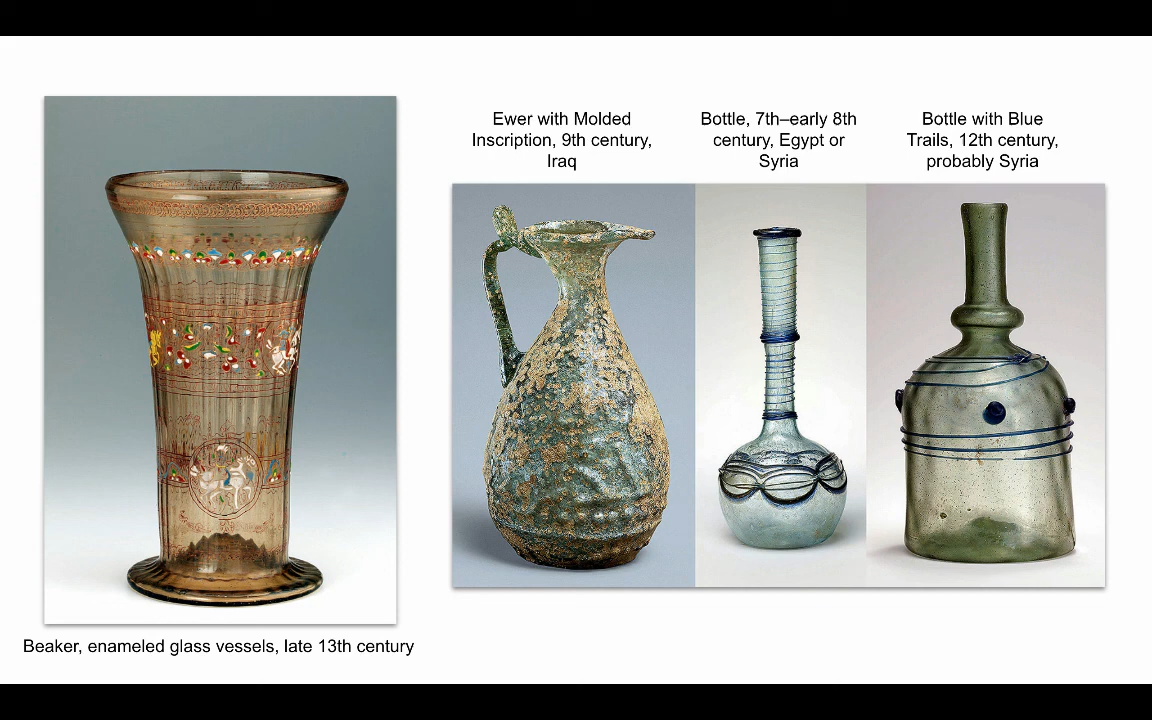 Ewer with Molded
Inscription, 9th century,
Iraq
Bottle, 7th–early 8th
century, Egypt or
Syria
Bottle with Blue
Trails, 12th century,
probably Syria
Beaker, enameled glass vessels, late 13th century